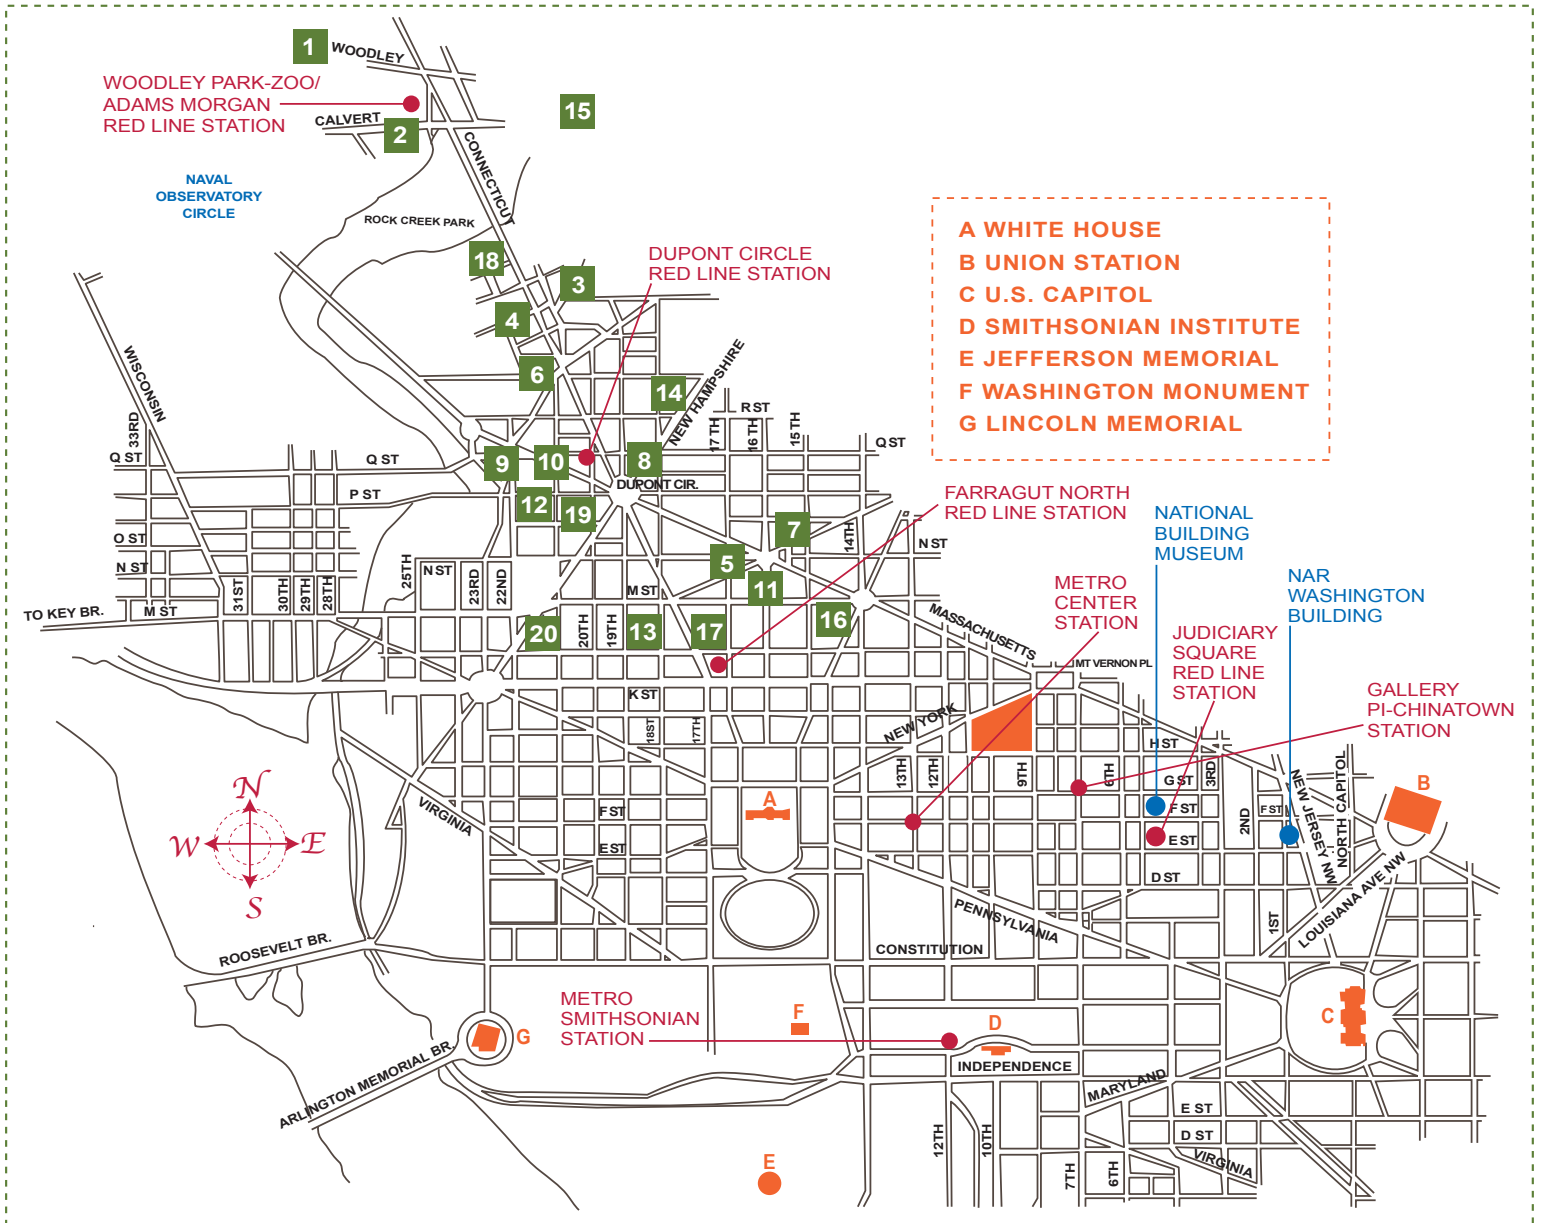 1
WOODLEY
WOODLEY PARK-ZOO/
ADAMS MORGAN
RED LINE STATION
15
CALVERT
2
CONNECTICUT
NAVAL
OBSERVATORY
CIRCLE
ROCK CREEK PARK
A WHITE HOUSE
B UNION STATION
C U.S. CAPITOL
D SMITHSONIAN INSTITUTE
E JEFFERSON MEMORIAL
F WASHINGTON MONUMENT
G LINCOLN MEMORIAL
DUPONT CIRCLE
RED LINE STATION
18
3
4
WISCONSIN
6
14
NEW HAMPSHIRE
33RD
R ST
17 TH
16 TH
15 TH
Q ST
Q ST
Q ST
9
10
8
DUPONT CIR.
P ST
12
19
FARRAGUT NORTH
RED LINE STATION
NATIONAL
BUILDING
MUSEUM
O ST
7
14TH
N ST
N ST
25TH
N ST
23RD
22ND
5
31ST
30TH
29TH
28TH
M ST
11
METRO
CENTER
STATION
NAR
WASHINGTON
BUILDING
TO KEY BR.
M ST
20
20TH
19TH
13
17
16
MASSACHUSETTS
JUDICIARY
SQUARE
RED LINE
STATION
MT VERNON PL
GALLERY
PI-CHINATOWN
STATION
K ST
18ST
17TH
NEW YORK
H ST
13TH
12TH
9TH
6TH
G ST
3RD
NEW JERSEY NW
NORTH CAPITOL
B
N
W
E
S
VIRGINIA
F ST
A
F ST
2ND
F ST
E ST
E ST
D ST
LOUISIANA AVE NW
PENNSYLVANIA
1ST
ROOSEVELT BR.
CONSTITUTION
METRO
SMITHSONIAN
STATION
F
D
C
G
INDEPENDENCE
ARLINGTON MEMORIAL BR.
MARYLAND
E ST
12TH
10TH
D ST
E
7TH
6TH
VIRGINIA